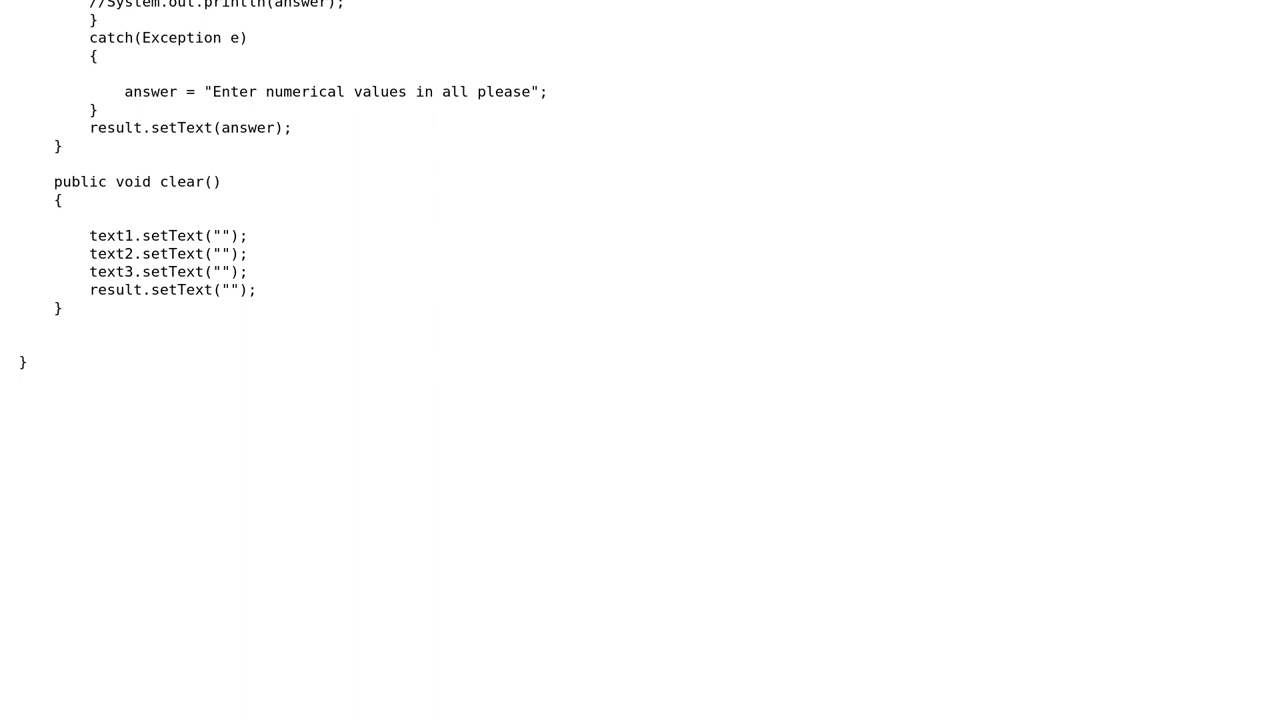 //System.out.println(answer);
}
catch(Exception e)
{
answer = "Enter numerical values in all please";
}
result.setText(answer);
}
public void clear()
{
text1.setText("");
text2.setText("");
text3.setText("");
result.setText("");
}
}